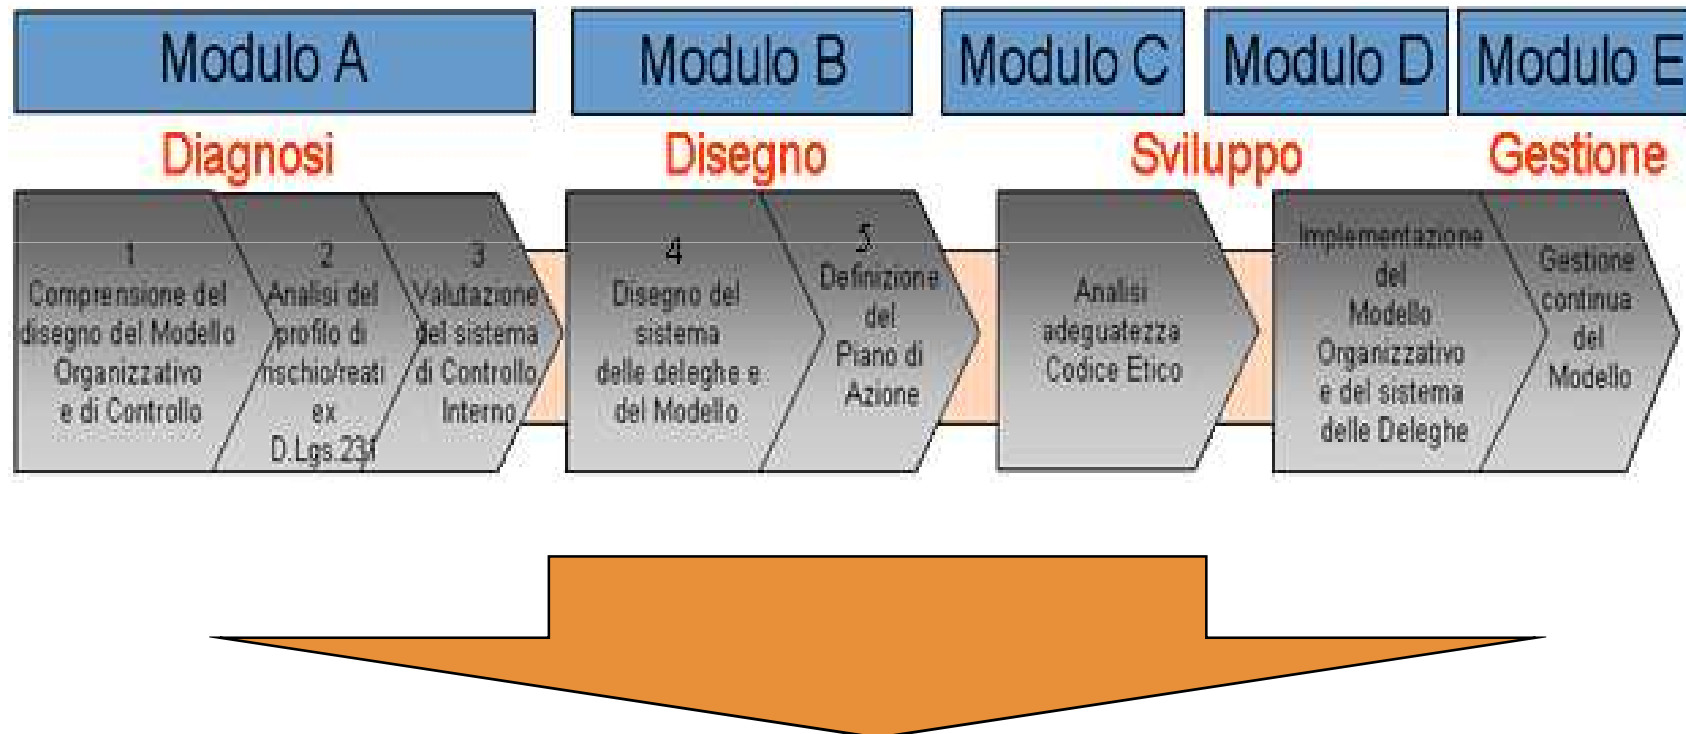 Modulo A
Modulo B
Modulo C
Modulo D
Modulo E
Diagnosi
Disegno
Sviluppo
Gestione
1
Comprensione del
disegno del Modello
Organizzativo
e di Controllo
2
Analisi del
profilo di
rischio/reati
ex
D.Lgs.231
3
Valutazione
del sistema
di Controllo
Interno
4
Disegno del
sistema
delle deleghe e
del Modello
5
Definizione
del
Piano di
Azione
Analisi
adeguatezza
Codice Etico
Implementazione
del
Modello
Organizzativo
e del sistema
delle Deleghe
Gestione
continua
del
Modello